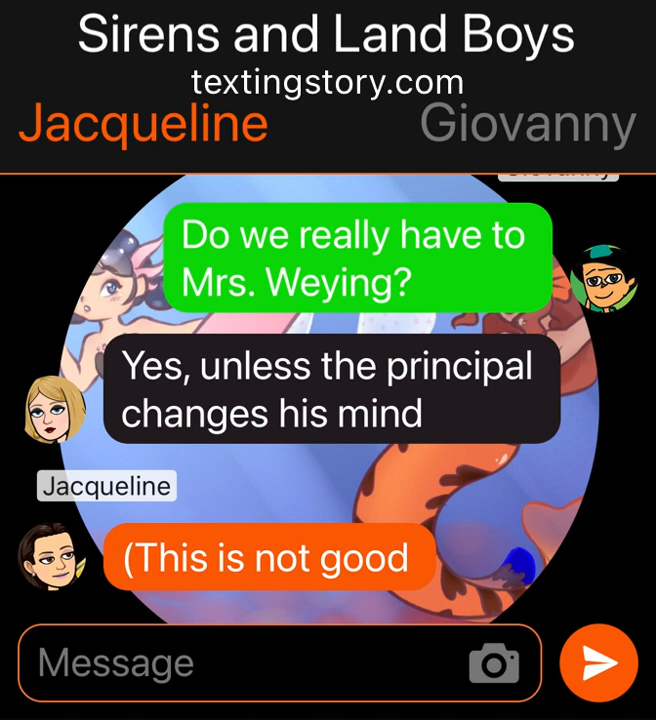 Sirens and Land Boys
textingstory.com
Jacqueline
Giovanny
Do we really have to
Mrs. Weying?
Yes, unless the principal
changes his mind
Jacqueline
(This is not good
Message